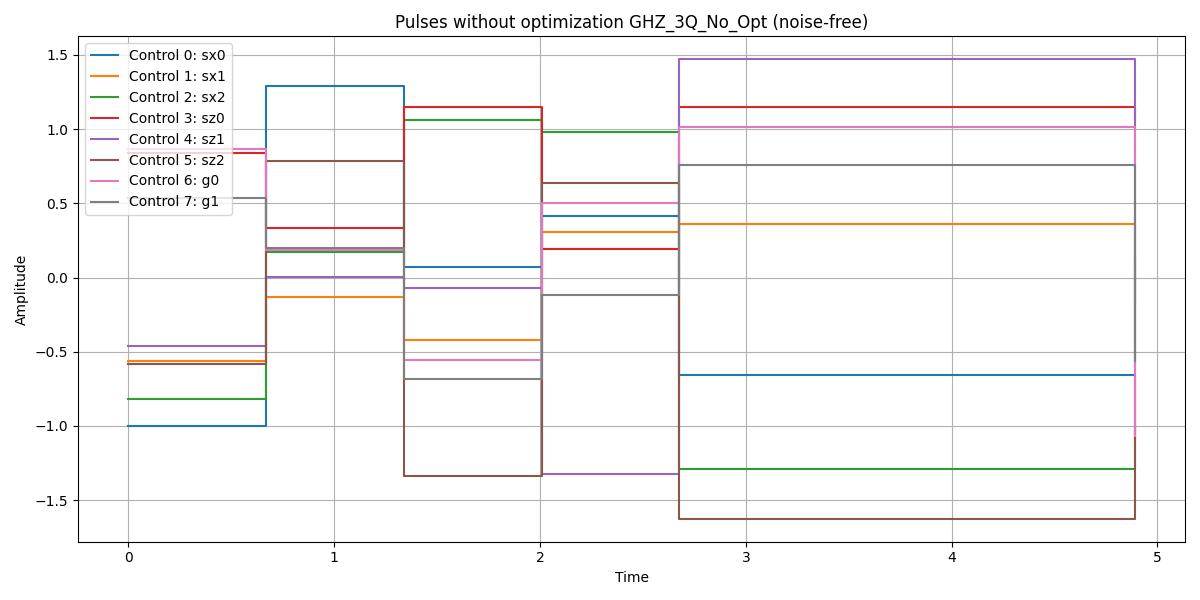 Pulses without optimization GHZ_3Q_No_Opt (noise-free)
Control 0: sx0
Control 1: sx1
Control 2: sx2
Control 3: sz0
Control 4: sz1
Control 5: sz2
Control 6: g0
Control 7: g1
1.5
1.0
0.5
0.0
−0.5
−1.0
−1.5
Amplitude
0 1 2 3 4 5
Time